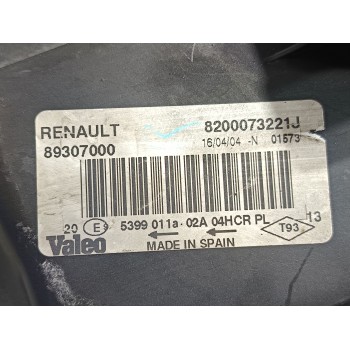 RENAULT 8200073221J
89307000 16/04/04 -N 01573
20 E9 5399 011a - 02A 04HCR PL T93 13
Valeo MADE IN SPAIN